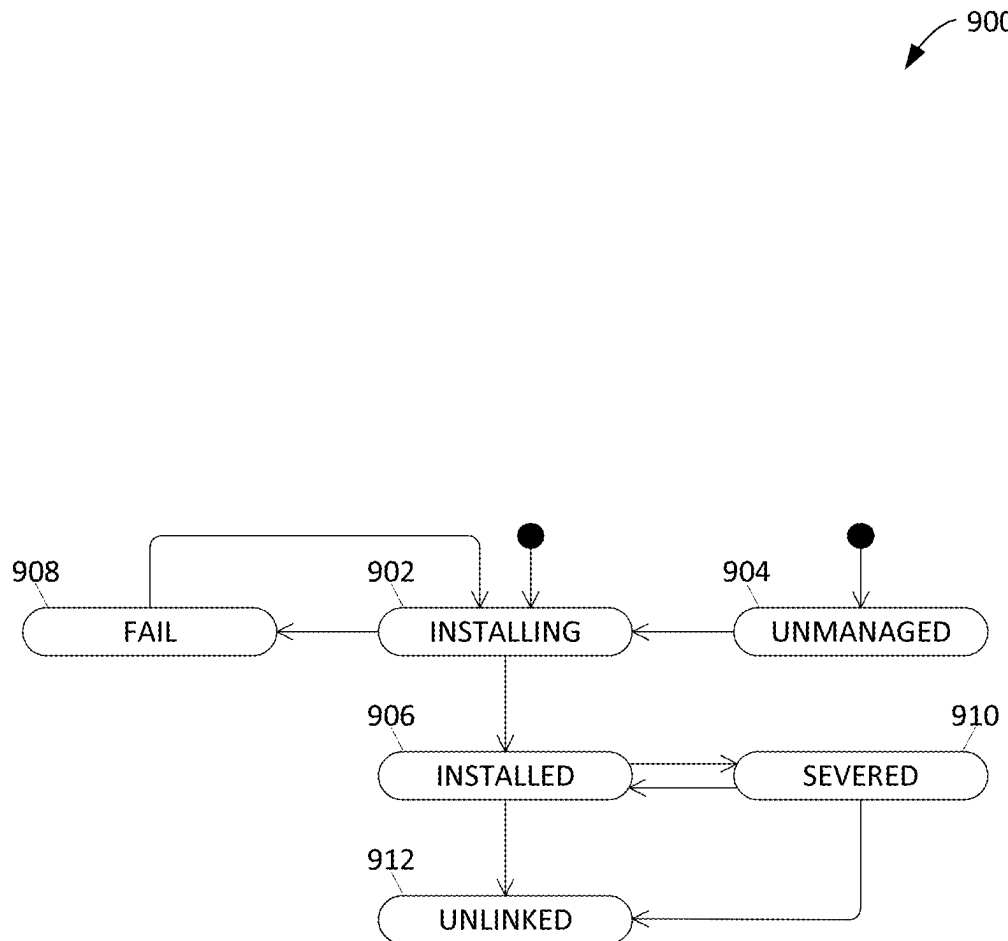 900
908
902
904
FAIL
INSTALLING
UNMANAGED
906
910
INSTALLED
SEVERED
912
UNLINKED